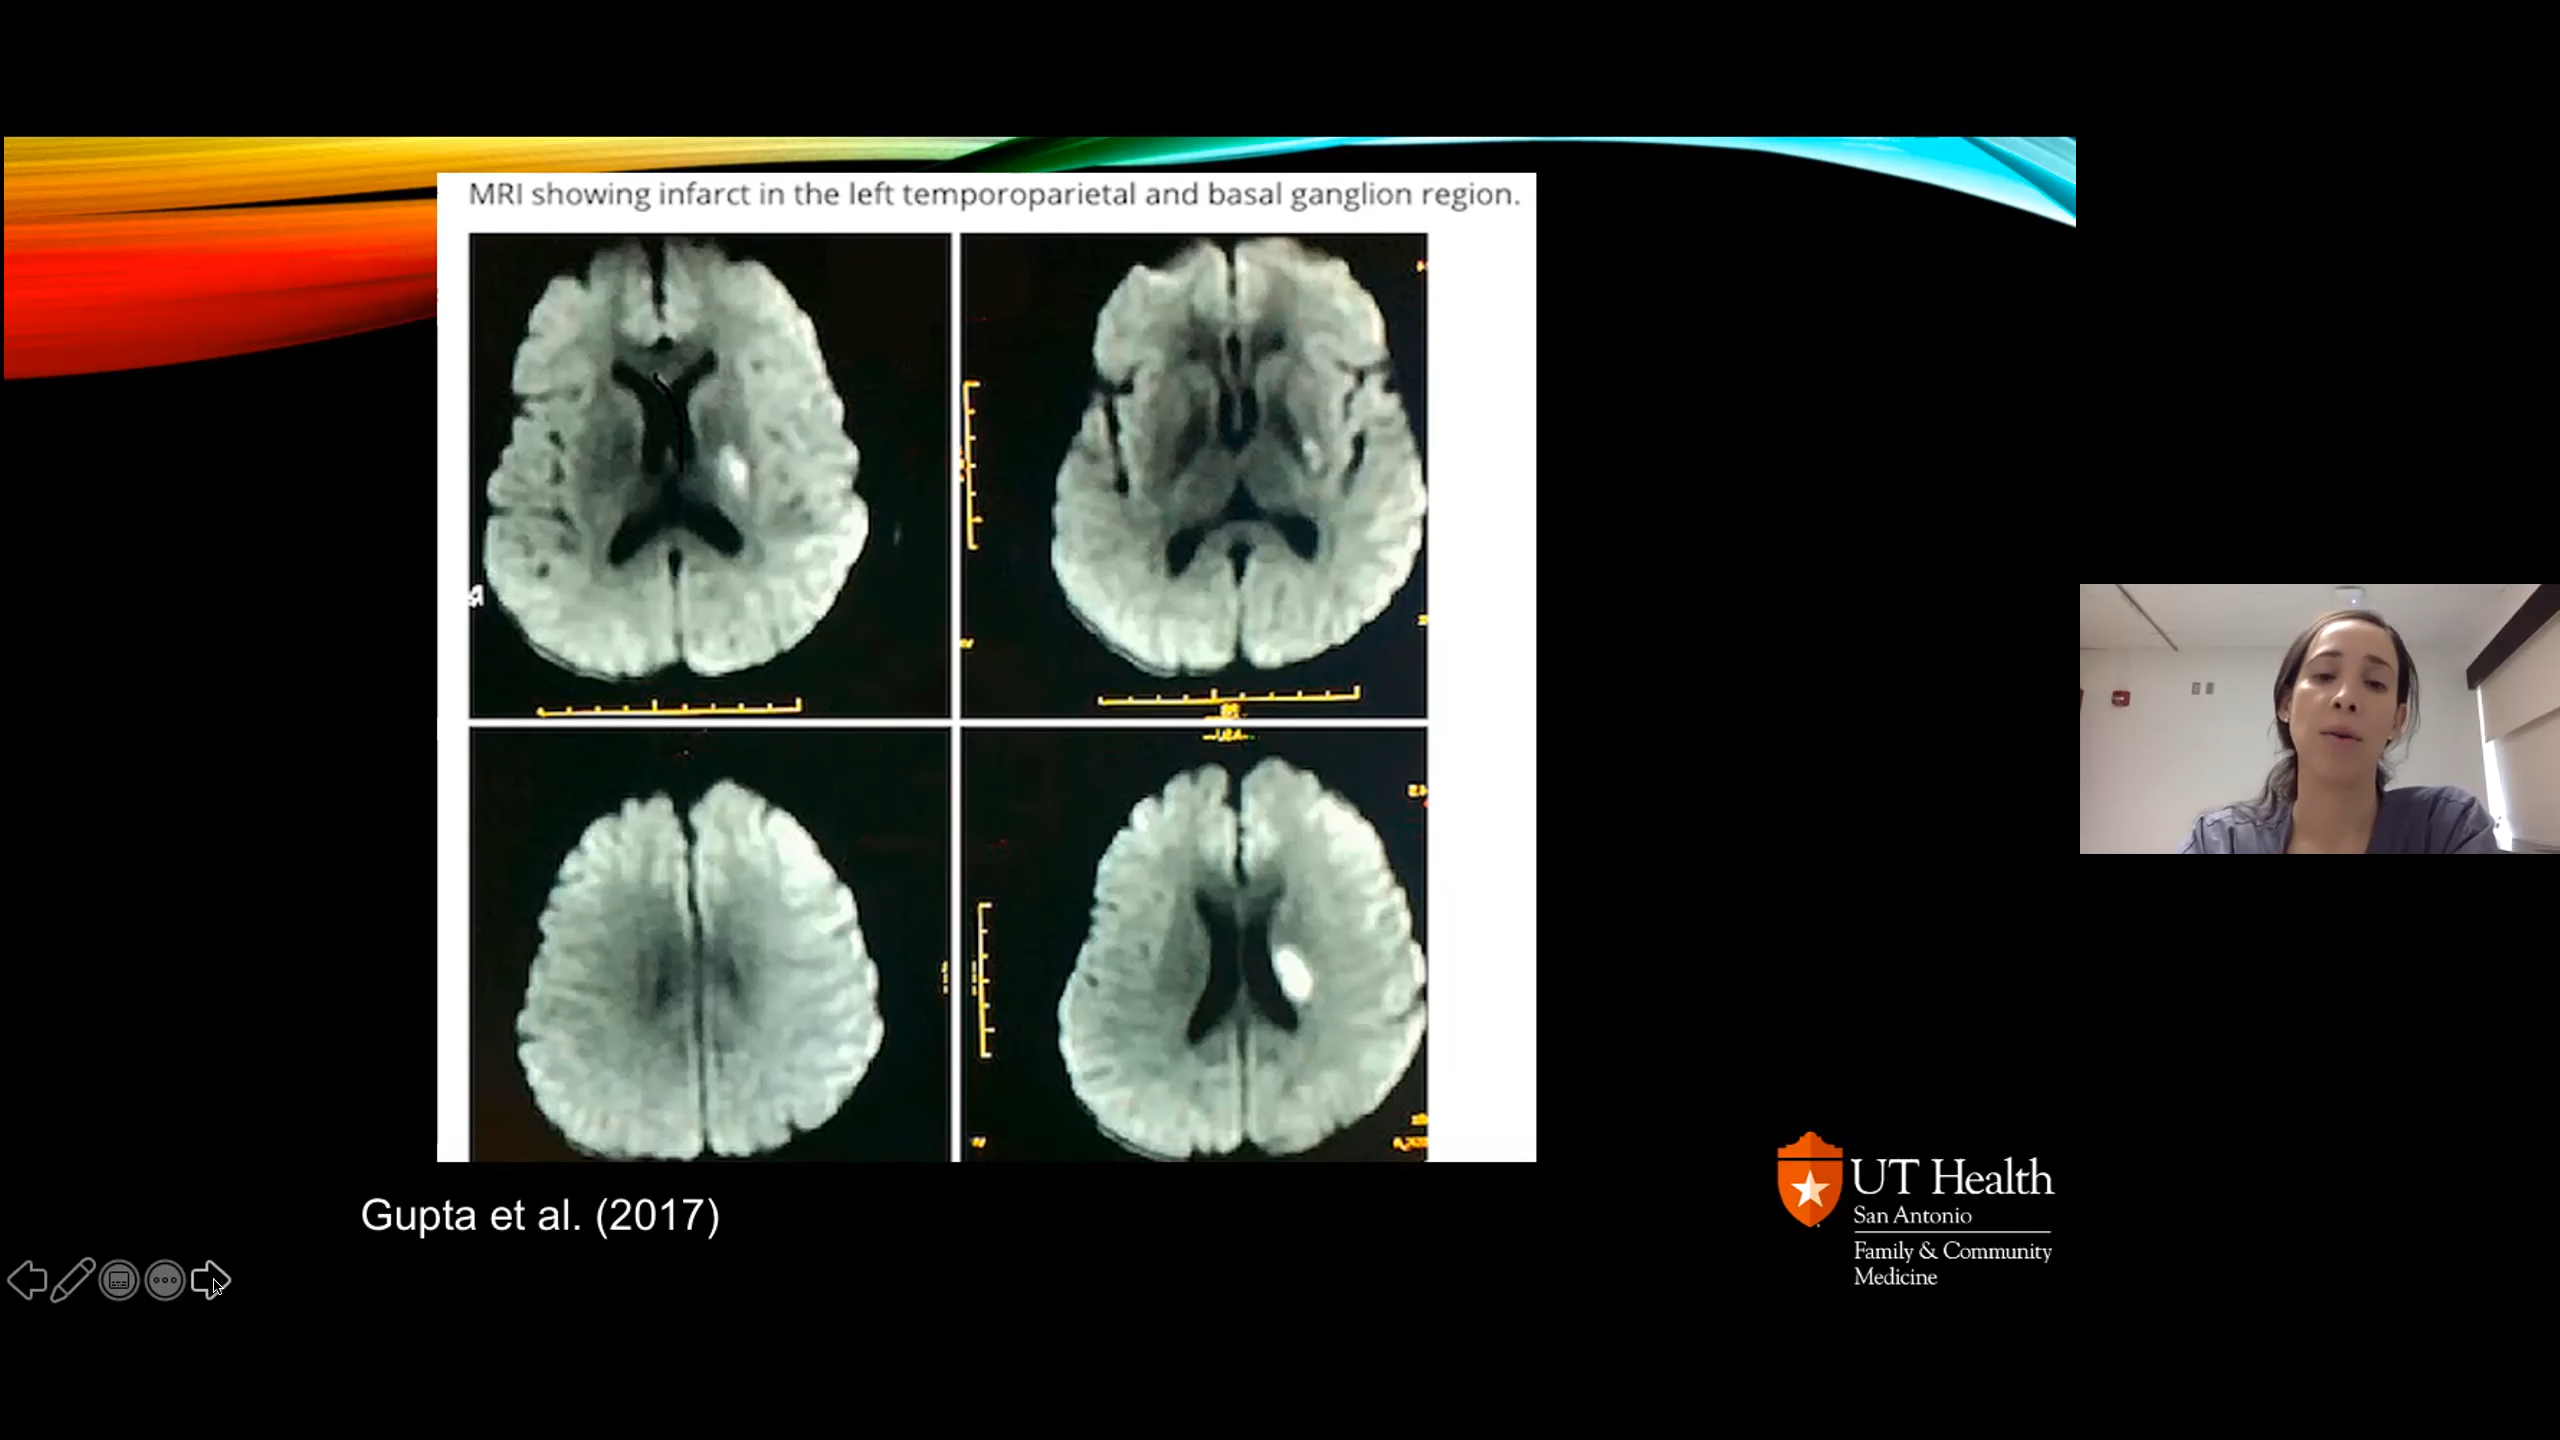 MRI showing infarct in the left temporoparietal and basal ganglion region.
Gupta et al. (2017)
UT Health
San Antonio
Family & Community
Medicine